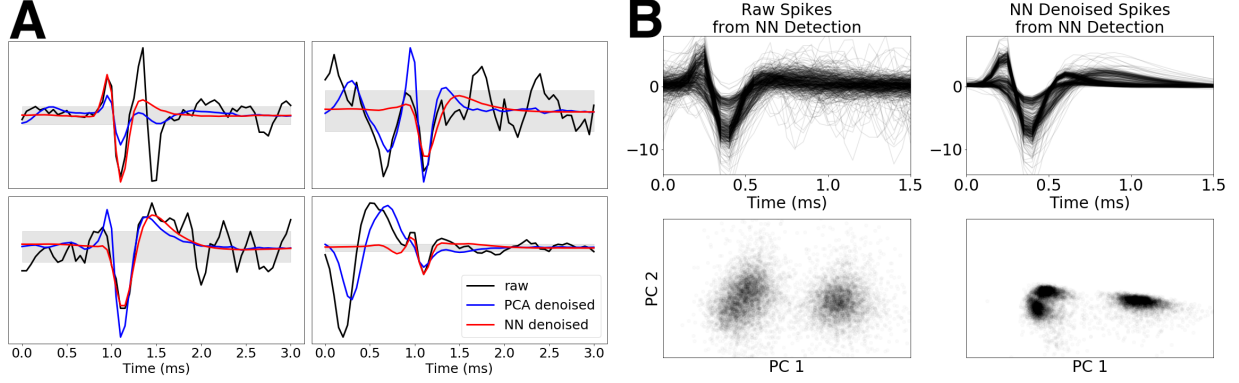 A
raw
PCA denoised
NN denoised
0.0 0.5 1.0 1.5 2.0 2.5 3.0
Time (ms)
0.0 0.5 1.0 1.5 2.0 2.5 3.0
Time (ms)
B
Raw Spikes
from NN Detection
0
−10
0.0 0.5 1.0 1.5
Time (ms)
NN Denoised Spikes
from NN Detection
0
−10
0.0 0.5 1.0 1.5
Time (ms)
PC 2
PC 1
PC 1